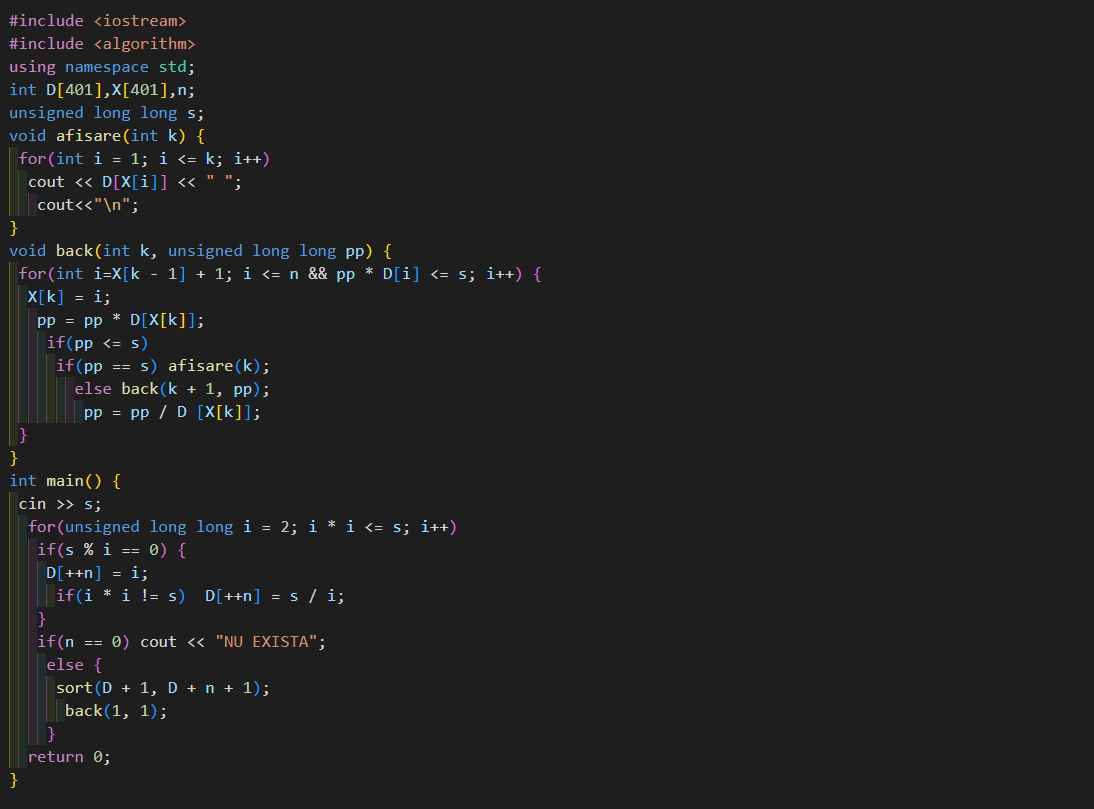 #include <iostream>
#include <algorithm>
using namespace std;
int D[401],X[401],n;
unsigned long long s;
void afisare(int k) {
for(int i = 1; i <= k; i++)
cout << D[X[i]] << " ";
cout<<"\n";
}
void back(int k, unsigned long long pp) {
for(int i=X[k - 1] + 1; i <= n && pp * D[i] <= s; i++) {
X[k] = i;
pp = pp * D[X[k]];
if(pp <= s)
if(pp == s) afisare(k);
else back(k + 1, pp);
pp = pp / D [X[k]];
}
}
int main() {
cin >> s;
for(unsigned long long i = 2; i * i <= s; i++)
if(s % i == 0) {
D[++n] = i;
if(i * i != s)  D[++n] = s / i;
}
if(n == 0) cout << "NU EXISTA";
else {
sort(D + 1, D + n + 1);
back(1, 1);
}
return 0;
}